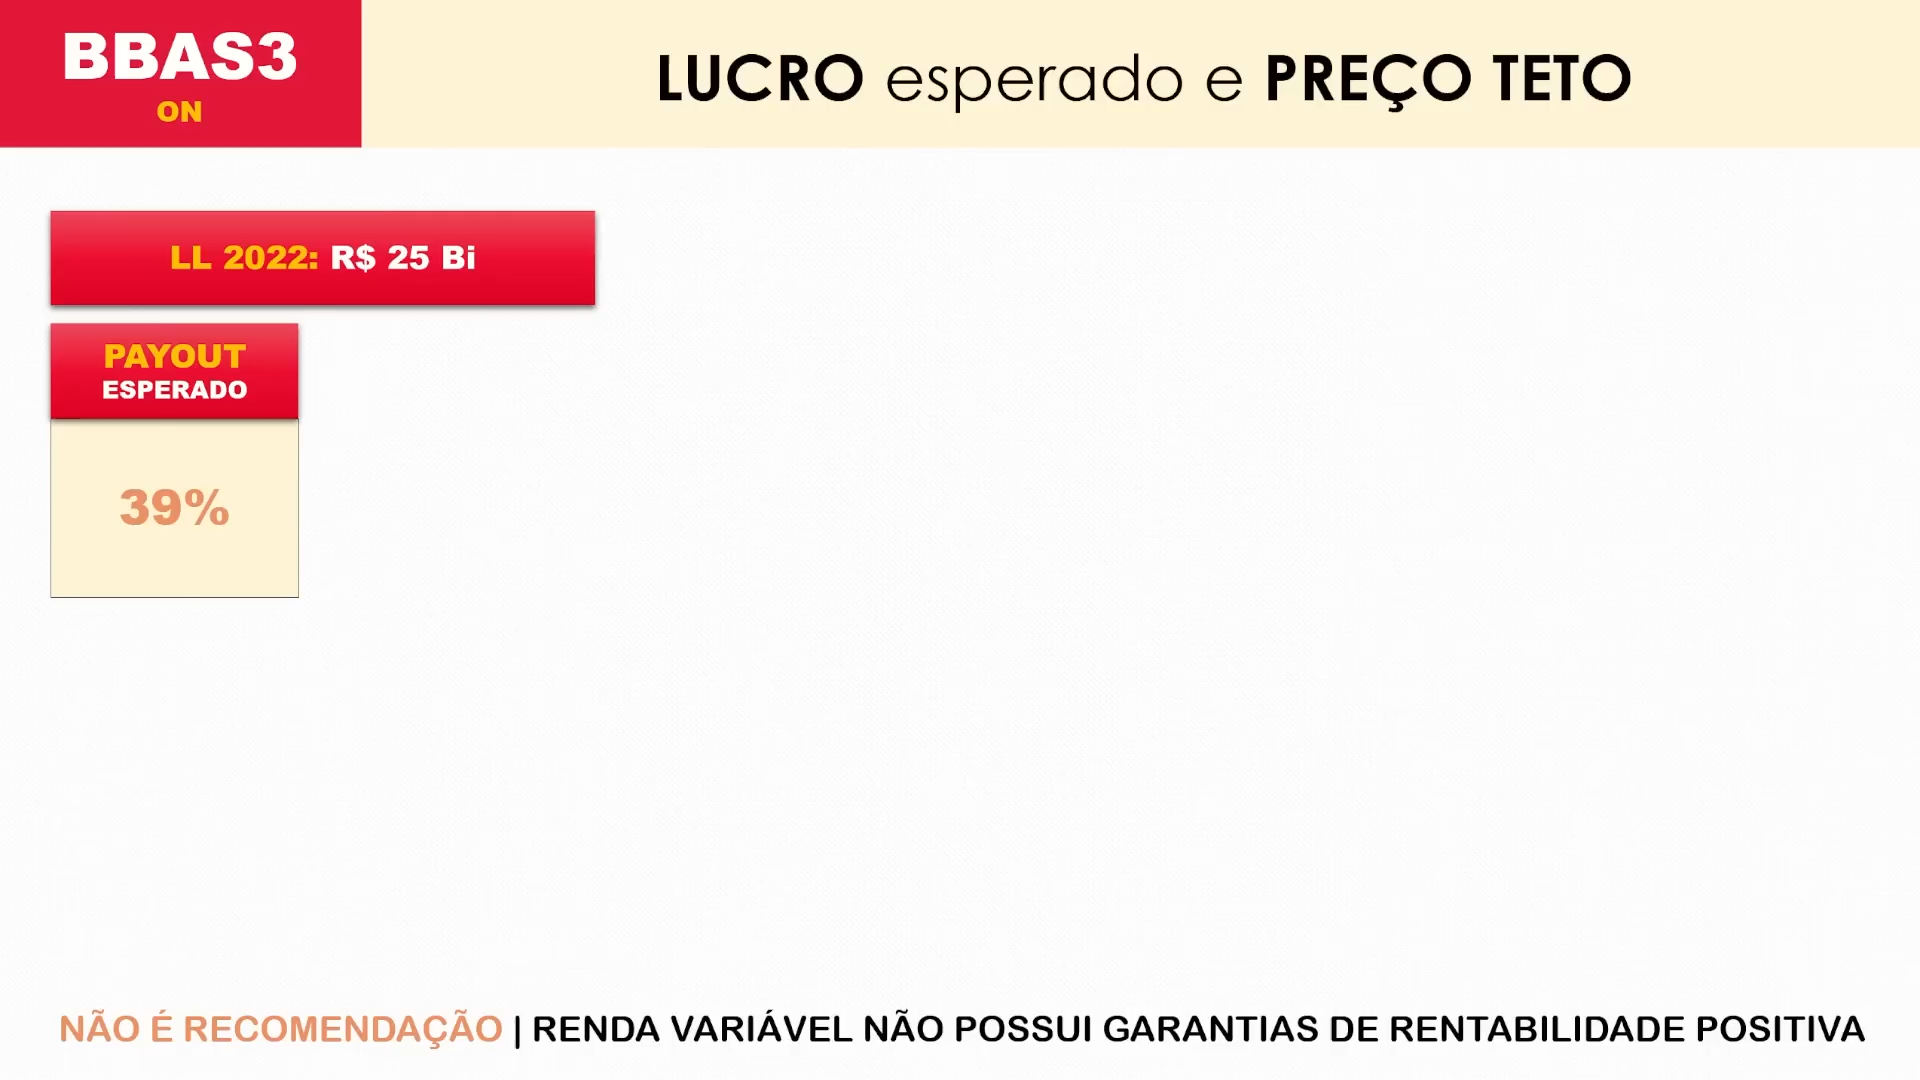 BBAS3
ON
LUCRO esperado e PREÇO TETO
LL 2022: R$ 25 Bi
PAYOUT
ESPERADO
39%
NÃO É RECOMENDAÇÃO | RENDA VARIÁVEL NÃO POSSUI GARANTIAS DE RENTABILIDADE POSITIVA